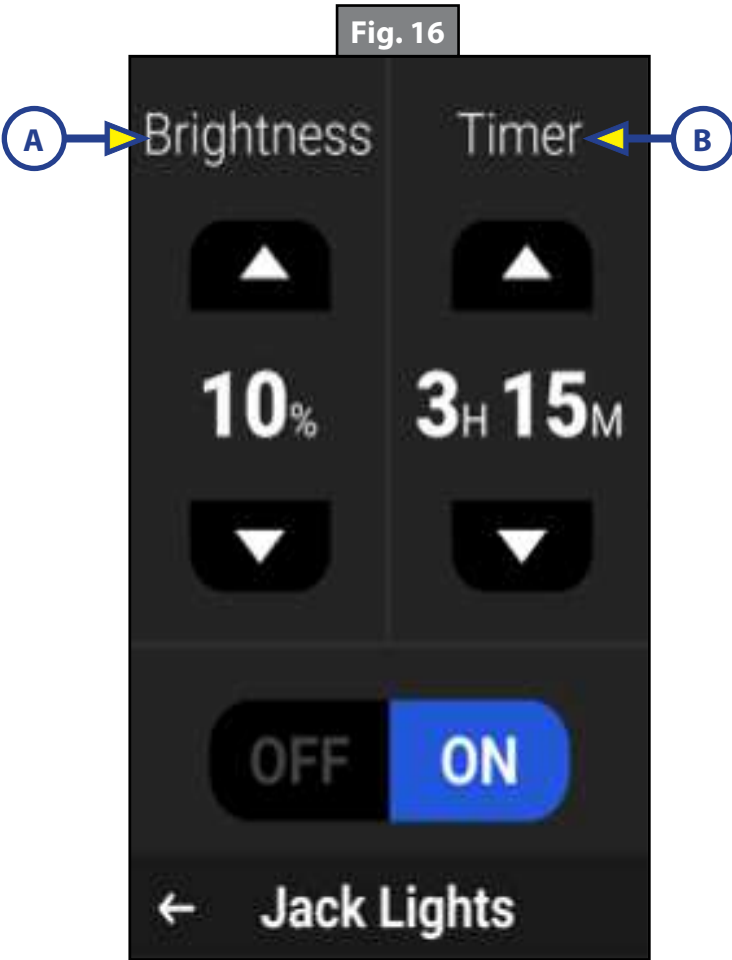 Fig. 16
A Brightness Timer B
10% 3H 15M
OFF ON
← Jack Lights